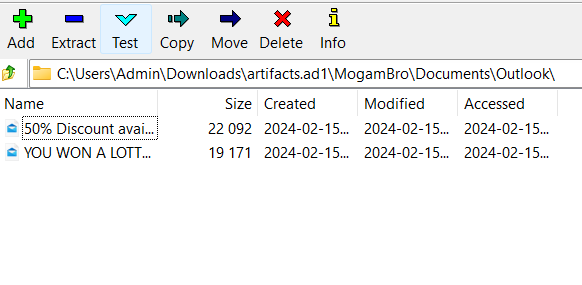 Add Extract Test Copy Move Delete Info
C:\Users\Admin\Downloads\artifacts.ad1\MogamBro\Documents\Outlook\
Name Size Created Modified Accessed
50% Discount avai... 22 092 2024-02-15... 2024-02-15... 2024-02-15...
YOU WON A LOTT... 19 171 2024-02-15... 2024-02-15... 2024-02-15...